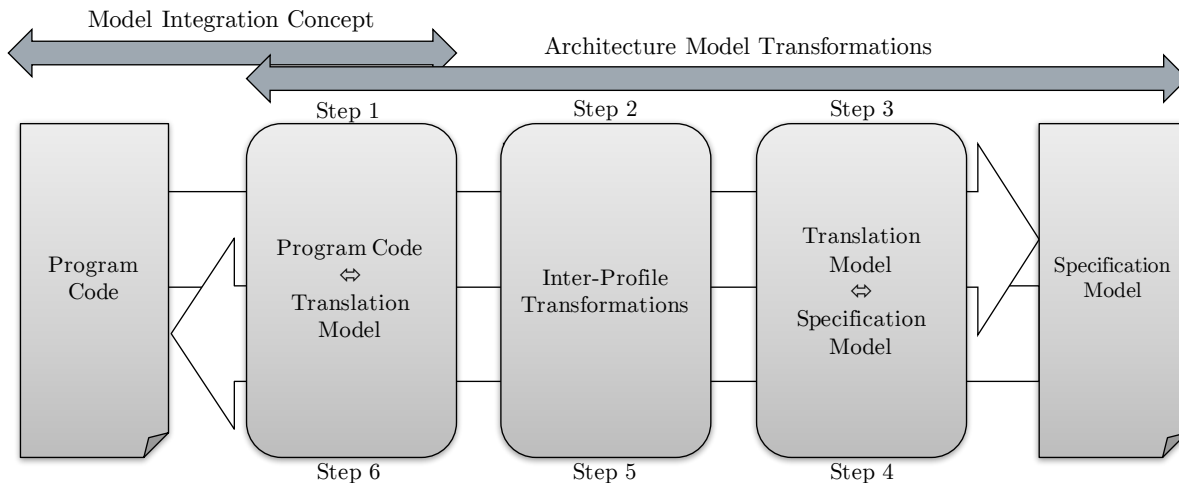 Model Integration Concept
Architecture Model Transformations
Step 1
Step 2
Step 3
Program
Code
Program Code
⇔
Translation
Model
Inter-Profile
Transformations
Translation
Model
⇔
Specification
Model
Specification
Model
Step 6
Step 5
Step 4